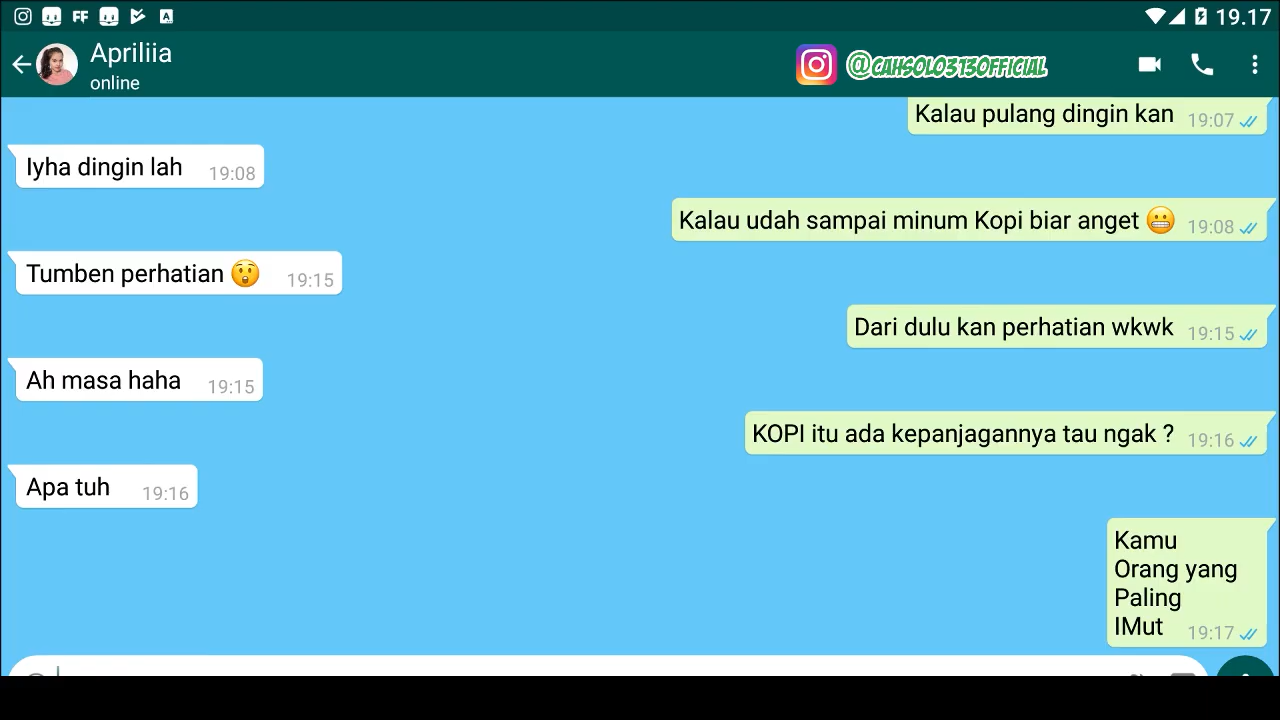 FF
A
19.17
Apriliia
online
@CAHSOLO313OFFICIAL
Kalau pulang dingin kan 19:07
Iyha dingin lah 19:08
Kalau udah sampai minum Kopi biar anget 😬 19:08
Tumben perhatian 😲 19:15
Dari dulu kan perhatian wkwk 19:15
Ah masa haha 19:15
KOPI itu ada kepanjagannya tau ngak ? 19:16
Apa tuh 19:16
Kamu
Orang yang
Paling
IMut 19:17